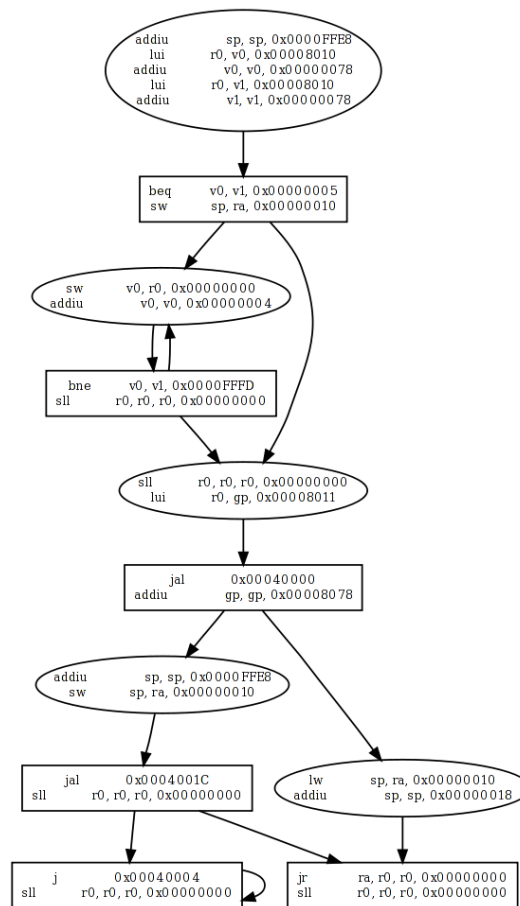 addiu sp, sp, 0x0000FFE8
lui r0, v0, 0x00008010
addiu v0, v0, 0x00000078
lui r0, v1, 0x00008010
addiu v1, v1, 0x00000078
beq v0, v1, 0x00000005
sw sp, ra, 0x00000010
sw v0, r0, 0x00000000
addiu v0, v0, 0x00000004
bne v0, v1, 0x0000FFFD
sll r0, r0, r0, 0x00000000
sll r0, r0, r0, 0x00000000
lui r0, gp, 0x00008011
jal 0x00040000
addiu gp, gp, 0x00008078
addiu sp, sp, 0x0000FFE8
sw sp, ra, 0x00000010
jal 0x0004001C
sll r0, r0, r0, 0x00000000
lw sp, ra, 0x00000010
addiu sp, sp, 0x00000018
j 0x00040004
sll r0, r0, r0, 0x00000000
jr ra, r0, r0, 0x00000000
sll r0, r0, r0, 0x00000000